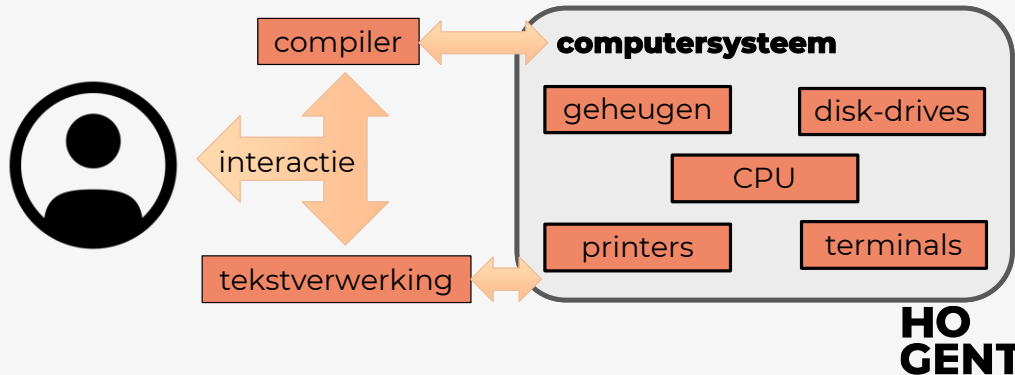 compiler
computersysteem
geheugen
disk-drives
interactie
CPU
printers
terminals
tekstverwerking
HO
GENT